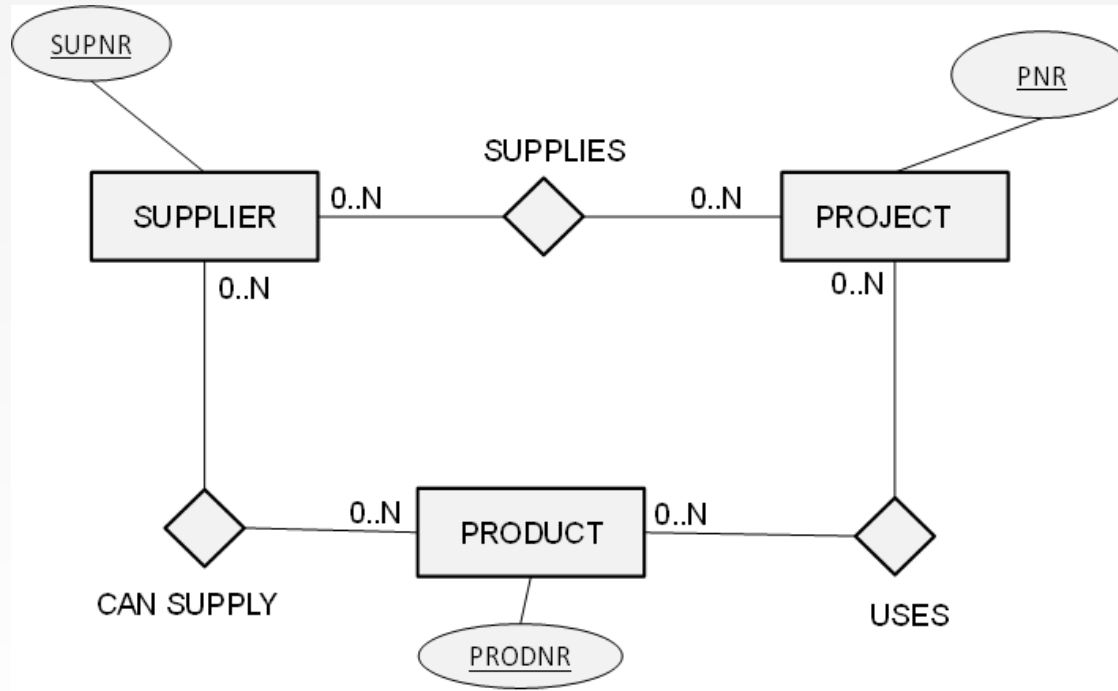 SUPNR
PNR
SUPPLIES
SUPPLIER
0..N
0..N
PROJECT
0..N
0..N
0..N
PRODUCT
0..N
CAN SUPPLY
USES
PRODNR